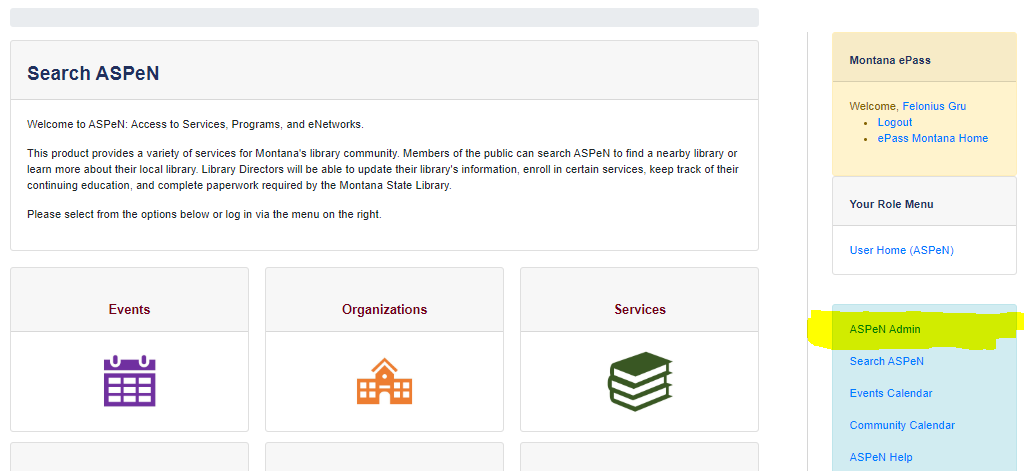 Search ASPeN
Welcome to ASPeN: Access to Services, Programs, and eNetworks.
This product provides a variety of services for Montana's library community. Members of the public can search ASPeN to find a nearby library or
learn more about their local library. Library Directors will be able to update their library's information, enroll in certain services, keep track of their
continuing education, and complete paperwork required by the Montana State Library.
Please select from the options below or log in via the menu on the right.
Events
Organizations
Services
Montana ePass
Welcome, Felonius Gru
Logout
ePass Montana Home
Your Role Menu
User Home (ASPeN)
ASPeN Admin
Search ASPeN
Events Calendar
Community Calendar
ASPeN Help